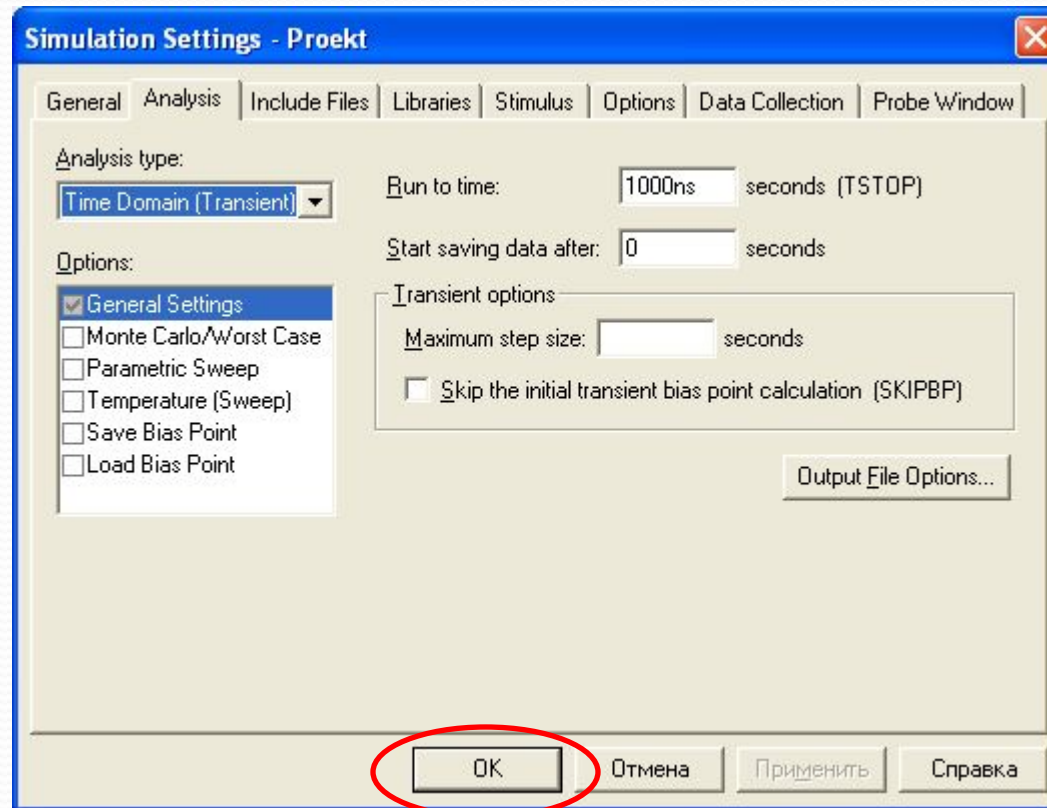 Simulation Settings - Proekt
General Analysis Include Files Libraries Stimulus Options Data Collection Probe Window
Analysis type:
Time Domain (Transient)
Run to time: 1000ns seconds (TSTOP)
Start saving data after: 0 seconds
Options:
General Settings
Monte Carlo/Worst Case
Parametric Sweep
Temperature (Sweep)
Save Bias Point
Load Bias Point
Transient options
Maximum step size: seconds
Skip the initial transient bias point calculation (SKIPBP)
Output File Options...
OK Отмена Применить Справка